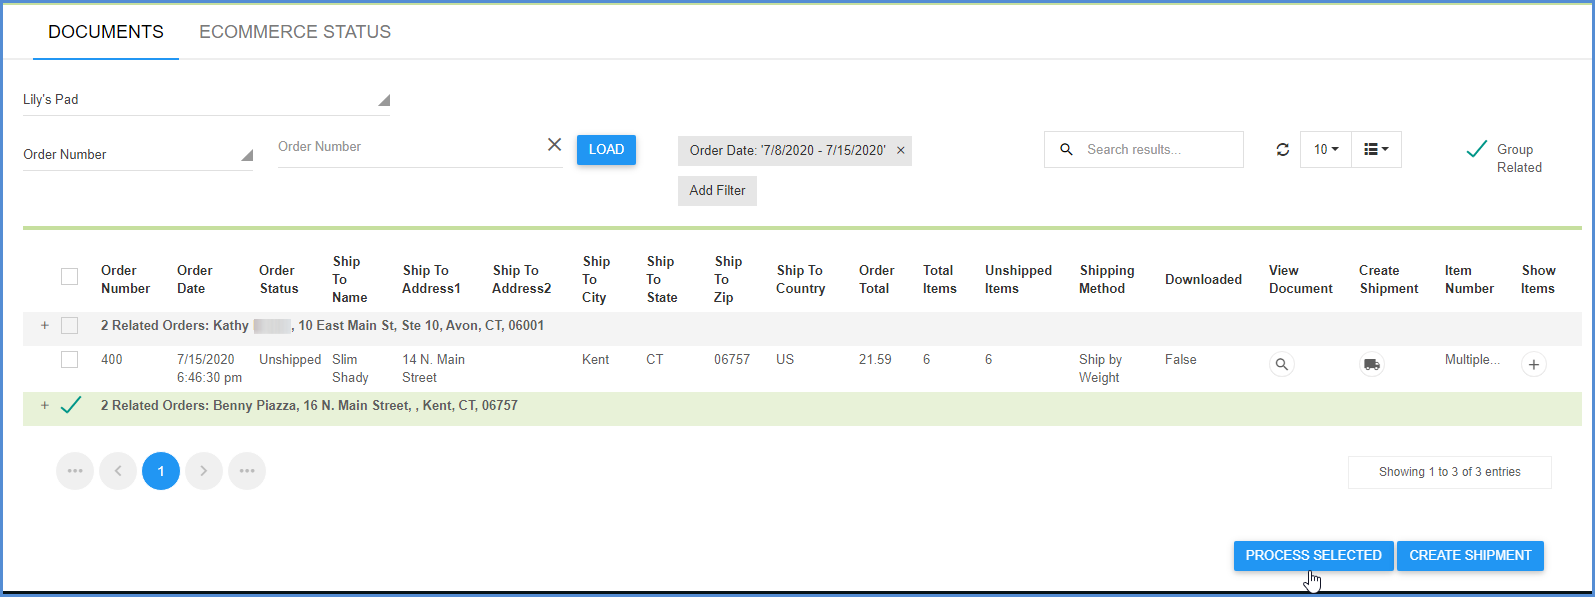 DOCUMENTS ECOMMERCE STATUS
Lily's Pad
Order Number Order Number LOAD Order Date: '7/8/2020 - 7/15/2020' × Search results... 10 Group
Related
Add Filter
Order Number Order Date Order Status Ship To Name Ship To Address1 Ship To Address2 Ship To City Ship To State Ship To Zip Ship To Country Order Total Total Items Unshipped Items Shipping Method Downloaded View Document Create Shipment Item Number Show Items
+ 2 Related Orders: Kathy , 10 East Main St, Ste 10, Avon, CT, 06001
400 7/15/2020 Unshipped Slim 14 N. Main Kent CT 06757 US 21.59 6 6 Ship by False Multiple...
6:46:30 pm Shady Street Weight
+ 2 Related Orders: Benny Piazza, 16 N. Main Street, , Kent, CT, 06757
••• < 1 > ••• Showing 1 to 3 of 3 entries
PROCESS SELECTED CREATE SHIPMENT